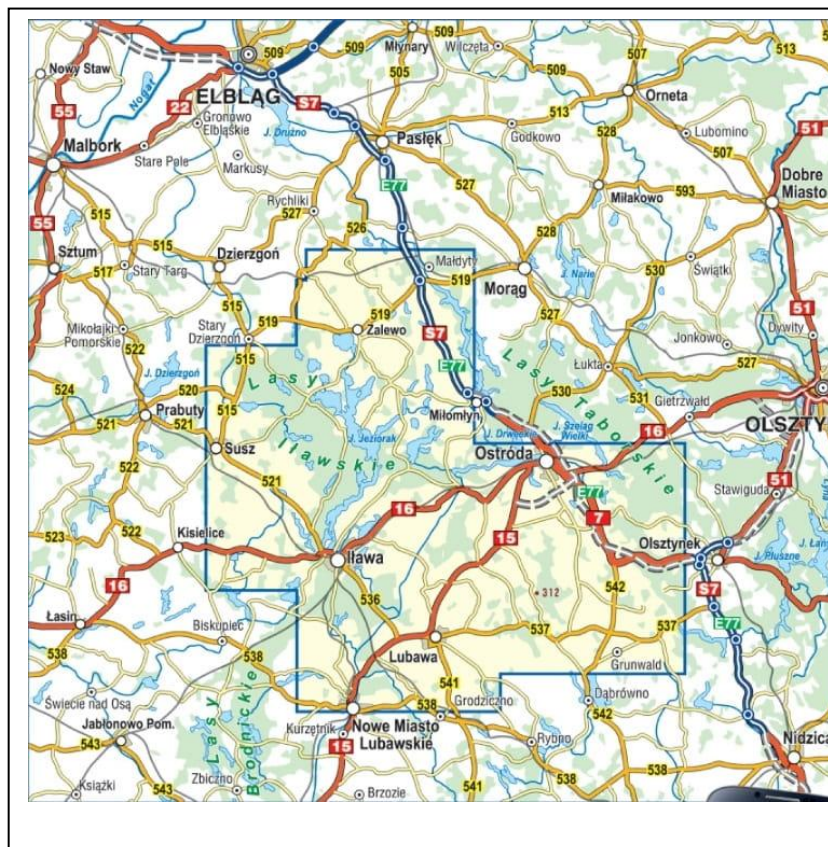 509
509
Młynary
Wilczęta
509
507
513
Nowy Staw
505
Nogat
ELBLĄG
22
Gronowo
Elbląskie
J. Drużno
S7
513
Orneta
55
Pasłęk
Godkowo
528
Lubomino
51
Malbork
Stare Pole
Markusy
E77
507
Dobre
Miasto
527
Miłakowo
593
515
Rychliki
527
55
526
528
515
Dzierzgoń
Sztum
517
Stary Targ
Małdyty
519
Morąg
J. Narie
530
Świątki
51
515
519
519
527
Mikołajki
Pomorskie
Stary
Dzierzgoń
Zalewo
S7
Jonkowo
Dywity
522
515
E77
Łukta
527
J. Dzierzgoń
Lasy
Iławskie
Lasy Taborskie
530
531
Gietrzwałd
524
520
Miłomłyn
521
Prabuty
521
515
J. Jeziorak
J. Drwęckie
J. Szeląg
Wielki
16
OLSZTY
Susz
Ostróda
522
521
E77
51
Stawiguda
523
16
7
522
Kisielice
15
Olsztynek
J. Łań
Iława
J. Pluszne
16
542
S7
536
312
Łasin
Biskupiec
537
537
E77
538
538
Lubawa
Grunwald
541
Świecie nad Osą
Lasy
Brodnickie
538
Grodziczno
Dąbrówno
Jabłonowo Pom.
Kurzętnik
Nowe Miasto
Lubawskie
542
543
15
Rybno
Nidzica
538
538
Książki
543
Zbiczno
Brzozie
541